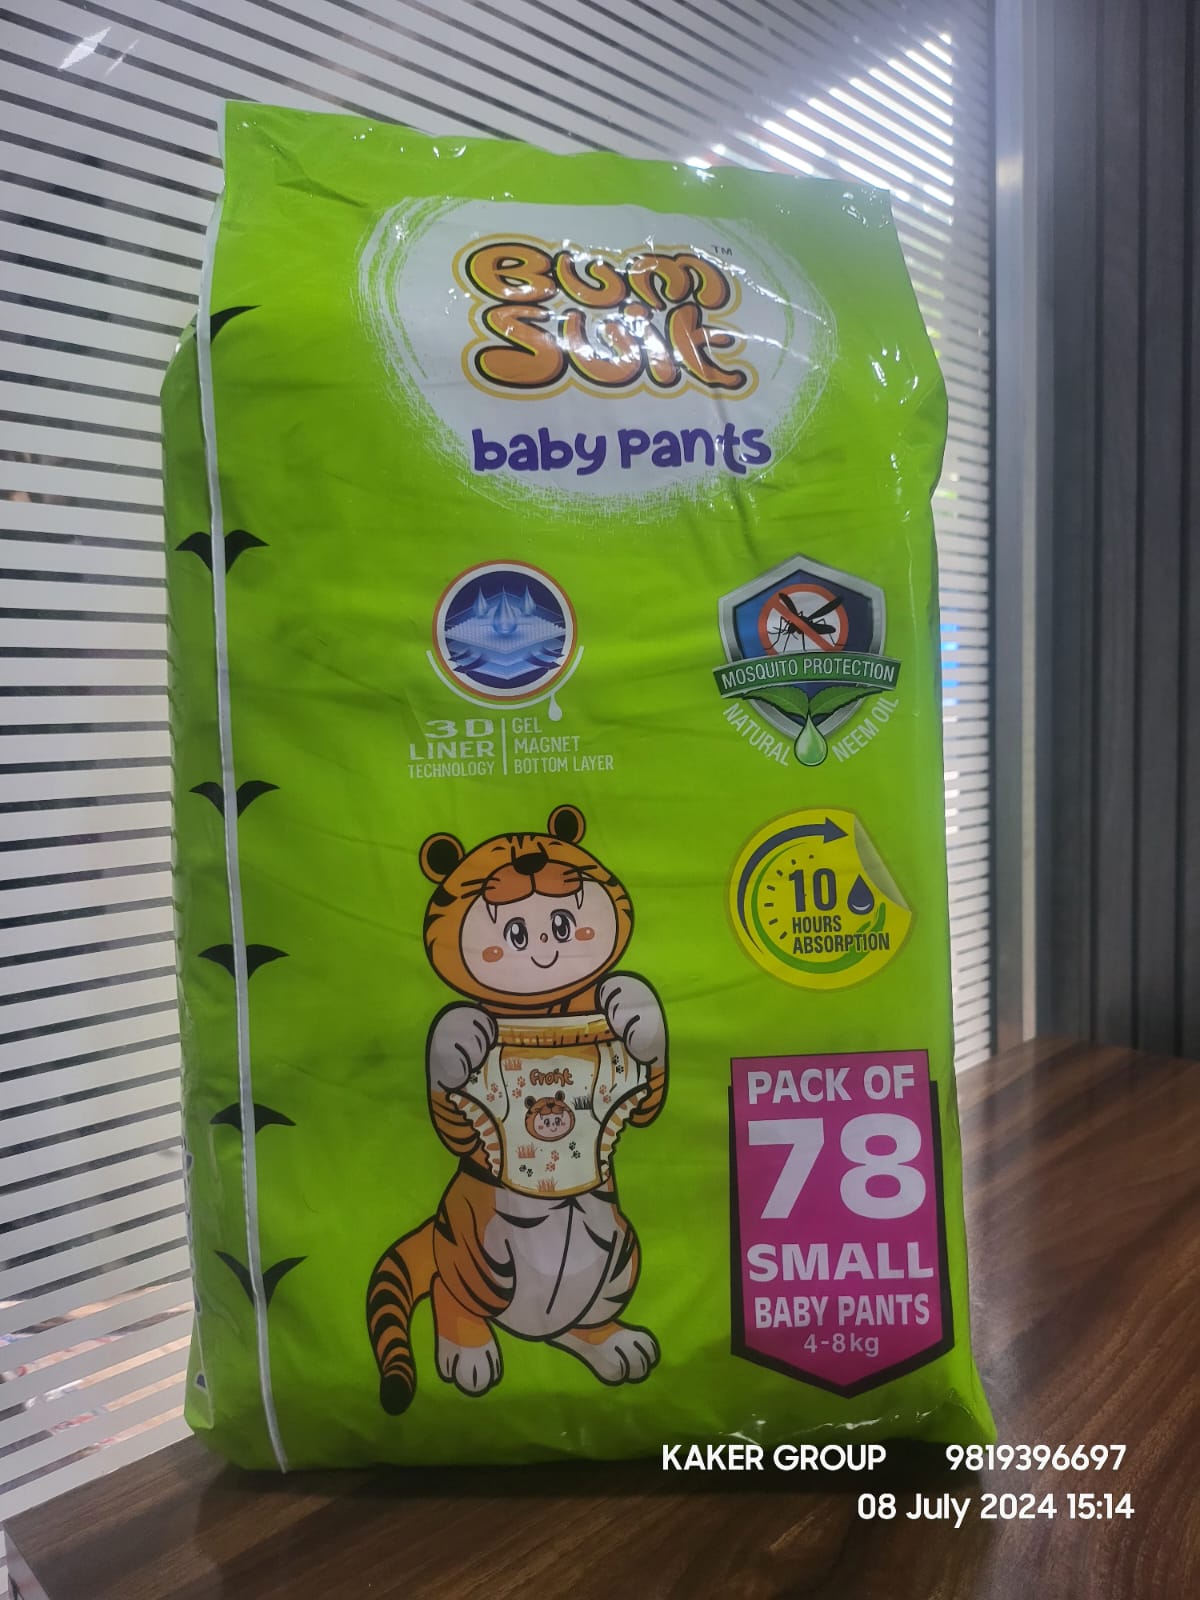 Bum ™
Suit
baby pants
3D LINER TECHNOLOGY
GEL MAGNET BOTTOM LAYER
MOSQUITO PROTECTION
NATURAL NEEM OIL
10
HOURS
ABSORPTION
Front
PACK OF
78
SMALL
BABY PANTS
4-8kg
KAKER GROUP 9819396697
08 July 2024 15:14